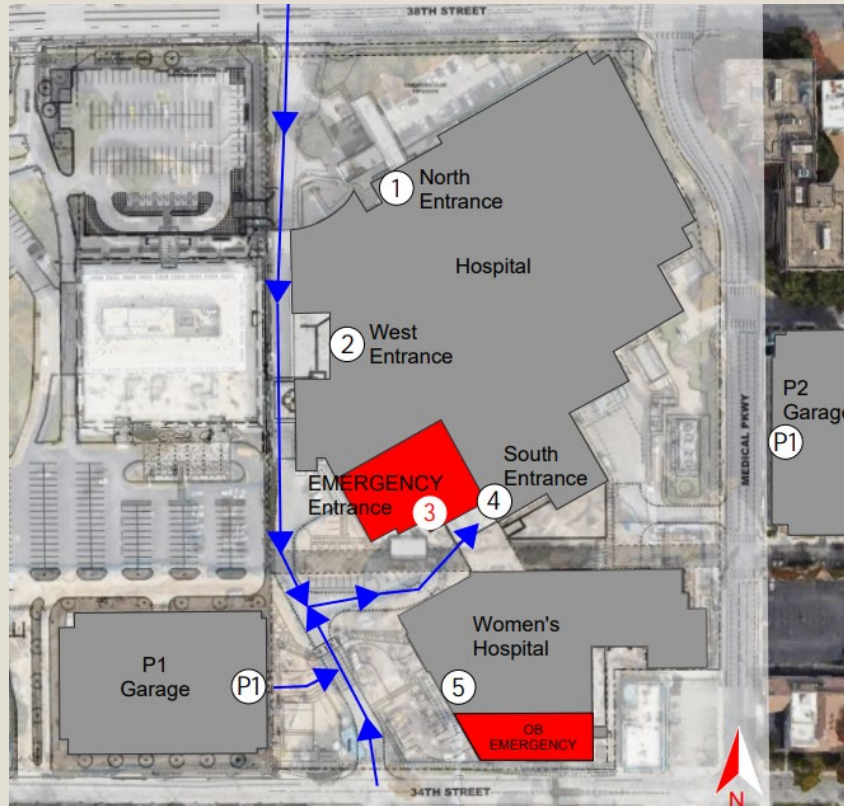 38TH STREET
1
North
Entrance
Hospital
2
West
Entrance
P2
Garage
P1
MEDICAL PKWY
South
Entrance
EMERGENCY
Entrance
3
4
Women's
Hospital
P1
Garage
P1
5
OB
EMERGENCY
34TH STREET
N